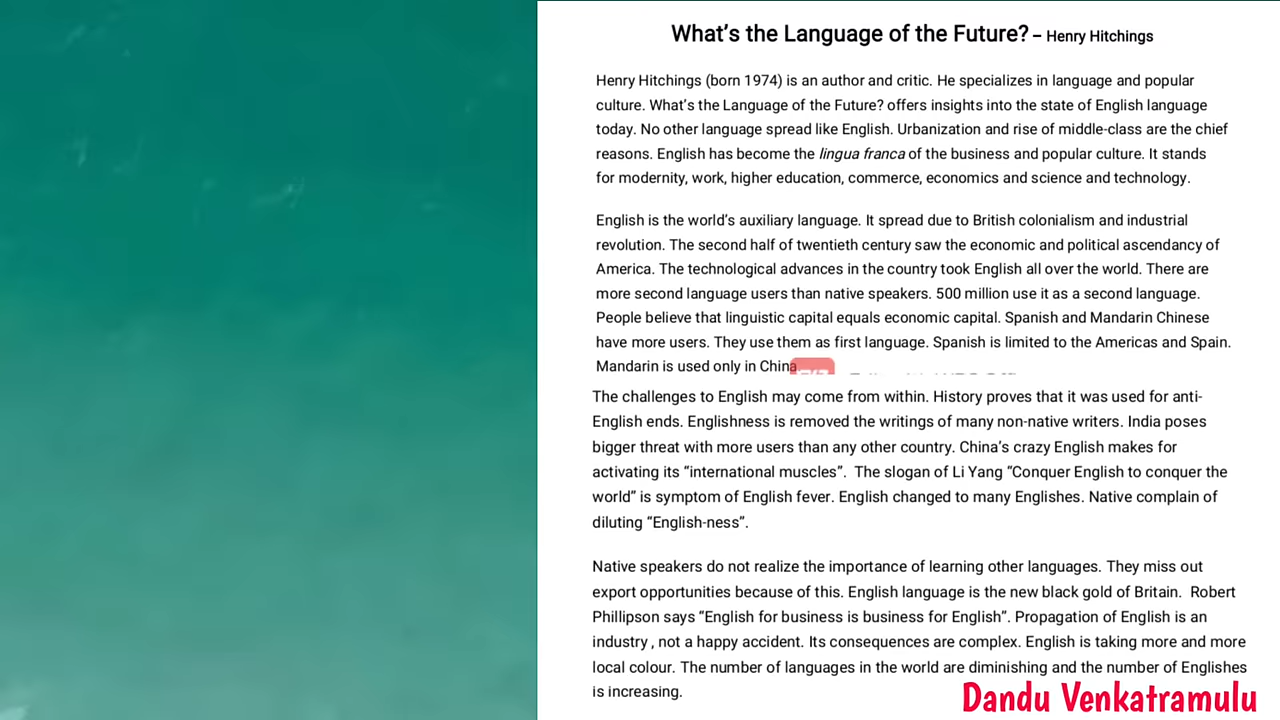 What's the Language of the Future? – Henry Hitchings
Henry Hitchings (born 1974) is an author and critic. He specializes in language and popular
culture. What's the Language of the Future? offers insights into the state of English language
today. No other language spread like English. Urbanization and rise of middle-class are the chief
reasons. English has become the lingua franca of the business and popular culture. It stands
for modernity, work, higher education, commerce, economics and science and technology.
English is the world's auxiliary language. It spread due to British colonialism and industrial
revolution. The second half of twentieth century saw the economic and political ascendancy of
America. The technological advances in the country took English all over the world. There are
more second language users than native speakers. 500 million use it as a second language.
People believe that linguistic capital equals economic capital. Spanish and Mandarin Chinese
have more users. They use them as first language. Spanish is limited to the Americas and Spain.
Mandarin is used only in China
The challenges to English may come from within. History proves that it was used for anti-
English ends. Englishness is removed the writings of many non-native writers. India poses
bigger threat with more users than any other country. China's crazy English makes for
activating its “international muscles”. The slogan of Li Yang “Conquer English to conquer the
world” is symptom of English fever. English changed to many Englishes. Native complain of
diluting “English-ness”.
Native speakers do not realize the importance of learning other languages. They miss out
export opportunities because of this. English language is the new black gold of Britain. Robert
Phillipson says “English for business is business for English”. Propagation of English is an
industry , not a happy accident. Its consequences are complex. English is taking more and more
local colour. The number of languages in the world are diminishing and the number of Englishes
is increasing.
Dandu Venkatramulu